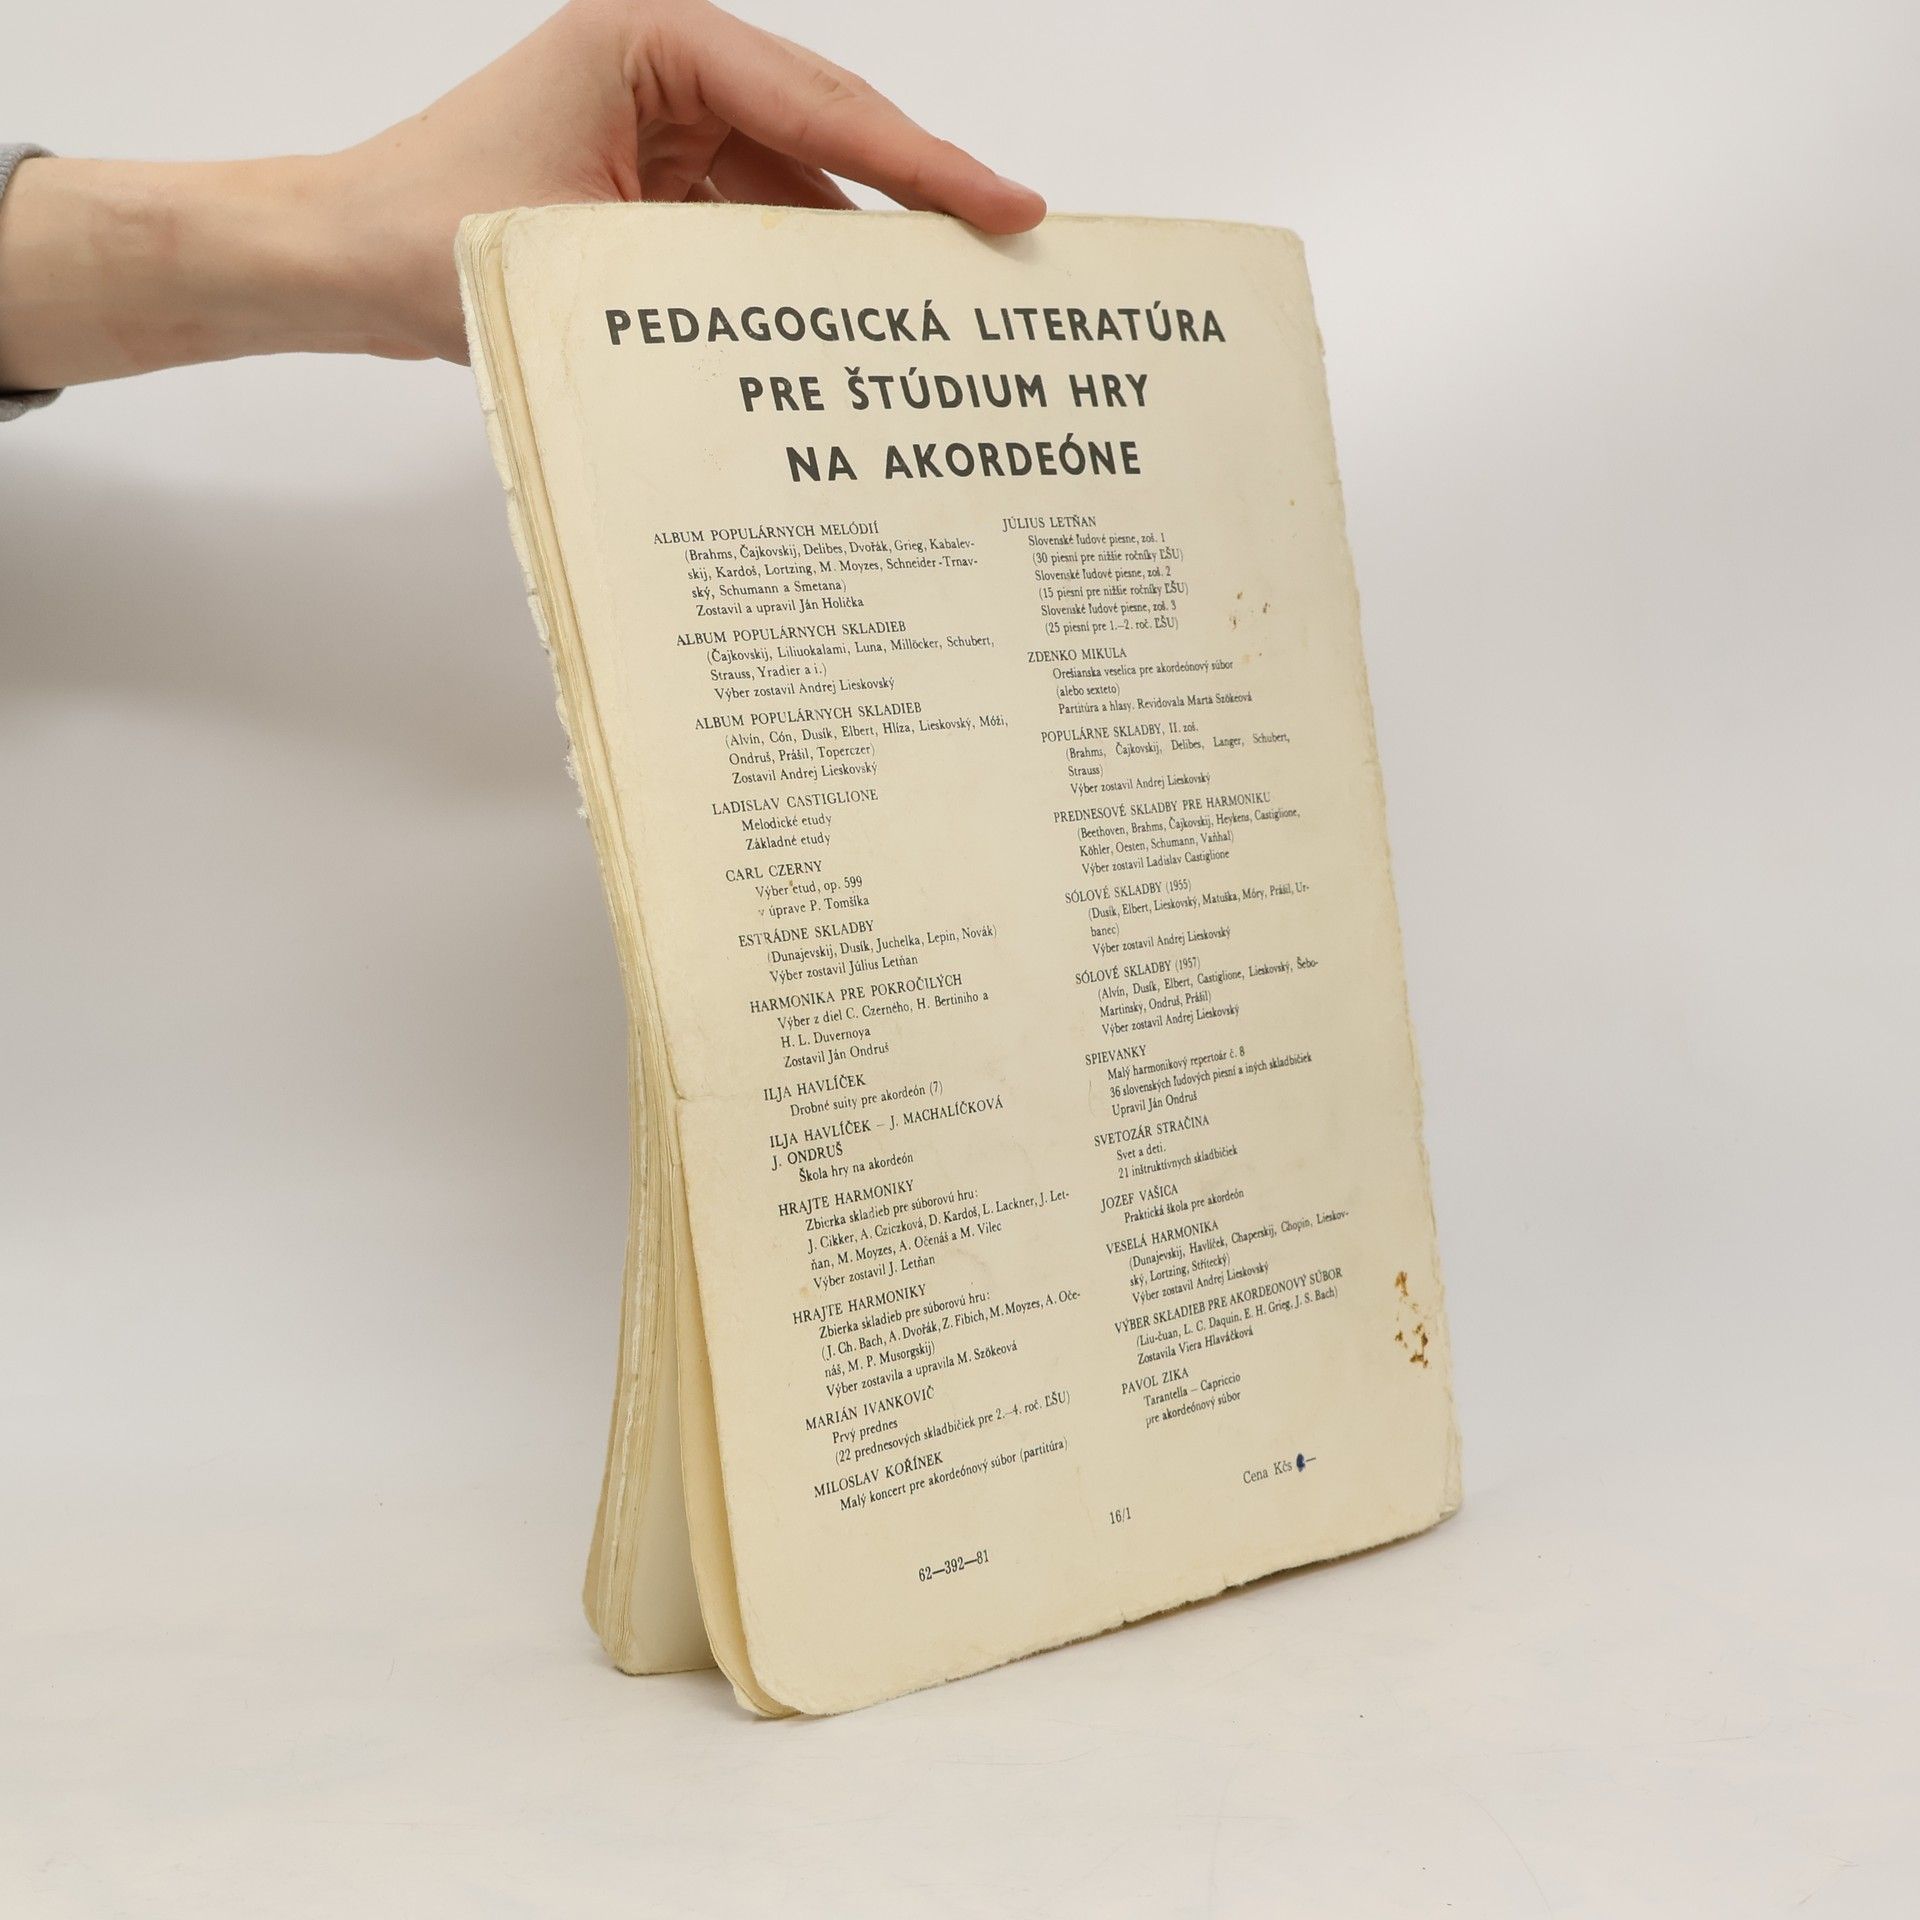 PEDAGOGICKÁ LITERATÚRA
PRE ŠTÚDIUM HRY
NA AKORDEÓNE
ALBUM POPULÁRNYCH MELÓDIÍ
(Brahms, Čajkovskij, Delibes, Dvořák, Grieg, Kabalev-
skij, Kardoš, Lortzing, M. Moyzes, Schneider-Trnav-
ský, Schumann a Smetana)
Zostavil a upravil Ján Holička
ALBUM POPULÁRNYCH SKLADIEB
(Čajkovskij, Liliuokalami, Luna, Millöcker, Schubert,
Strauss, Yradier a i.)
Výber zostavil Andrej Lieskovský
ALBUM POPULÁRNYCH SKLADIEB
(Alvín, Cón, Dusík, Elbert, Hlíza, Lieskovský, Móži,
Ondruš, Prášil, Toperczer)
Zostavil Andrej Lieskovský
LADISLAV CASTIGLIONE
Melodické etudy
Základné etudy
CARL CZERNY
Výber etud, op. 599
v úprave P. Tomšíka
ESTRÁDNE SKLADBY
(Dunajevskij, Dusík, Juchelka, Lepin, Novák)
Výber zostavil Július Letňan
HARMONIKA PRE POKROČILÝCH
Výber z diel C. Czerného, H. Bertiniho a
H. L. Duvernoya
Zostavil Ján Ondruš
ILJA HAVLÍČEK
Drobné suity pre akordeón (7)
ILJA HAVLÍČEK – J. MACHALÍČKOVÁ
J. ONDRUŠ
Škola hry na akordeón
HRAJTE HARMONIKY
Zbierka skladieb pre súborovú hru:
J. Cikker, A. Cziczková, D. Kardoš, L. Lackner, J. Let-
ňan, M. Moyzes, A. Očenáš a M. Vilec
Výber zostavil J. Letňan
HRAJTE HARMONIKY
Zbierka skladieb pre súborovú hru:
(J. Ch. Bach, A. Dvořák, Z. Fibich, M. Moyzes, A. Oče-
náš, M. P. Musorgskij)
Výber zostavila a upravila M. Szökeová
MARIÁN IVANKOVIČ
Prvý prednes
(22 prednesových skladbičiek pre 2.–4. roč. ĽŠU)
MILOSLAV KOŘÍNEK
Malý koncert pre akordeónový súbor (partitúra)
JÚLIUS LETŇAN
Slovenské ľudové piesne, zoš. 1
(30 piesní pre nižšie ročníky ĽŠU)
Slovenské ľudové piesne, zoš. 2
(15 piesní pre nižšie ročníky ĽŠU)
Slovenské ľudové piesne, zoš. 3
(25 piesní pre 1.–2. roč. ĽŠU)
ZDENKO MIKULA
Orešianska veselica pre akordeónový súbor
(alebo sexteto)
Partitúra a hlasy. Revidovala Marta Szökeová
POPULÁRNE SKLADBY, II. zoš.
(Brahms, Čajkovskij, Delibes, Langer, Schubert,
Strauss)
Výber zostavil Andrej Lieskovský
PREDNESOVÉ SKLADBY PRE HARMONIKU
(Beethoven, Brahms, Čajkovskij, Heykens, Castiglione,
Köhler, Oesten, Schumann, Vaňhal)
Výber zostavil Ladislav Castiglione
SÓLOVÉ SKLADBY (1955)
(Dusík, Elbert, Lieskovský, Matuška, Móry, Prášil, Ur-
banec)
Výber zostavil Andrej Lieskovský
SÓLOVÉ SKLADBY (1957)
(Alvín, Dusík, Elbert, Castiglione, Lieskovský, Šebo-
Martinský, Ondruš, Prášil)
Výber zostavil Andrej Lieskovský
SPIEVANKY
Malý harmonikový repertoár č. 8
36 slovenských ľudových piesní a iných skladbičiek
Upravil Ján Ondruš
SVETOZÁR STRAČINA
Svet a deti.
21 inštruktívnych skladbičiek
JOZEF VAŠICA
Praktická škola pre akordeón
VESELÁ HARMONIKA
(Dunajevskij, Havlíček, Chaperskij, Chopin, Lieskov-
ský, Lortzing, Střítecký)
Výber zostavil Andrej Lieskovský
VÝBER SKLADIEB PRE AKORDEONOVÝ SÚBOR
(Liu-čuan, L. C. Daquin, E. H. Grieg, J. S. Bach)
Zostavila Viera Hlaváčková
PAVOL ZIKA
Tarantella – Capriccio
pre akordeónový súbor
Cena Kčs
16/1
62—392—81